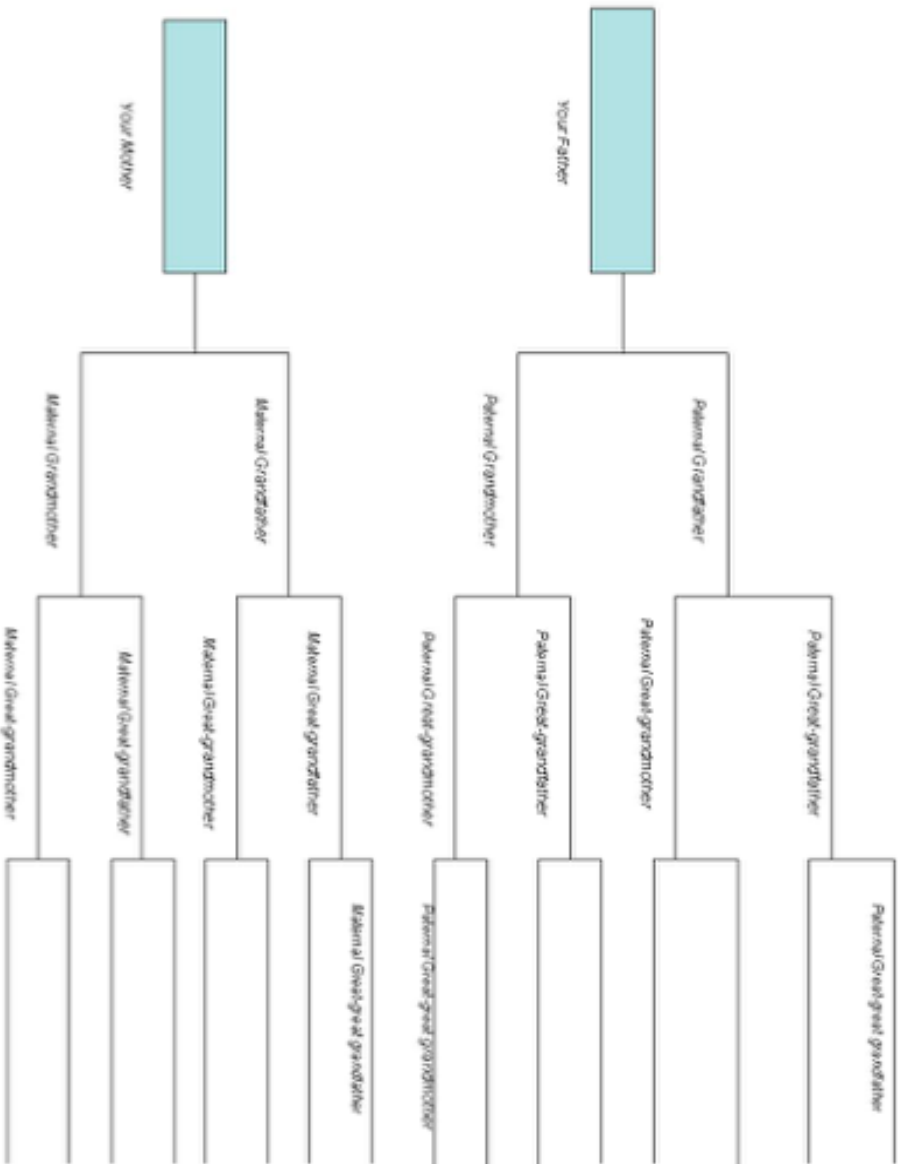 Your Father
Paternal Grandfather
Paternal Great-grandfather
Paternal Great-great grandfather
Paternal Great-grandmother
Paternal Grandmother
Paternal Great-grandfather
Paternal Great-grandmother
Paternal Great-great grandmother
Your Mother
Maternal Grandfather
Maternal Great-grandfather
Maternal Great-great grandfather
Maternal Great-grandmother
Maternal Grandmother
Maternal Great-grandfather
Maternal Great-grandmother